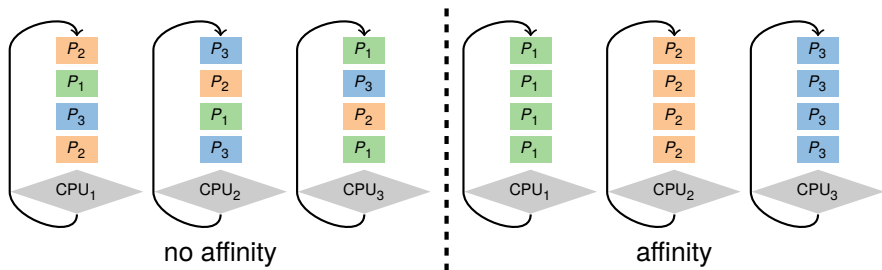 P₂ P₃ P₁ P₁ P₂ P₃
P₁ P₂ P₃ P₁ P₂ P₃
P₃ P₁ P₂ P₁ P₂ P₃
P₂ P₃ P₁ P₁ P₂ P₃
CPU₁ CPU₂ CPU₃ CPU₁ CPU₂ CPU₃
no affinity affinity